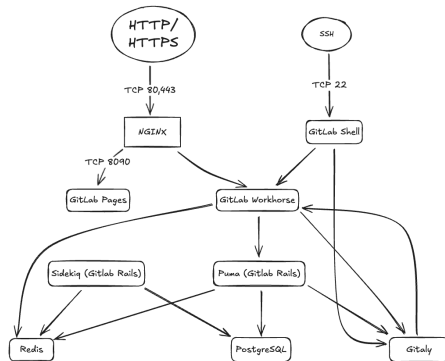 HTTP/
HTTPS
SSH
TCP 80,443
TCP 22
NGINX
GitLab Shell
TCP 8090
GitLab Pages
GitLab Workhorse
Sidekiq (Gitlab Rails)
Puma (Gitlab Rails)
Redis
PostgreSQL
Gitaly